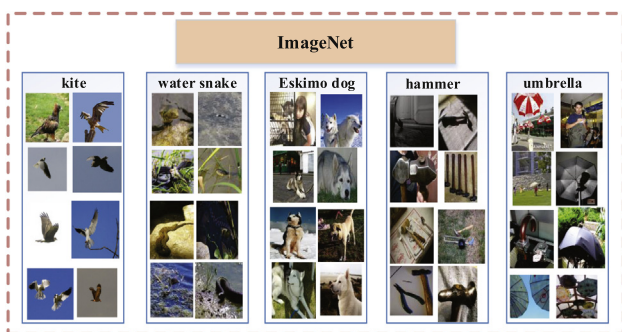 ImageNet
kite
water snake
Eskimo dog
hammer
umbrella